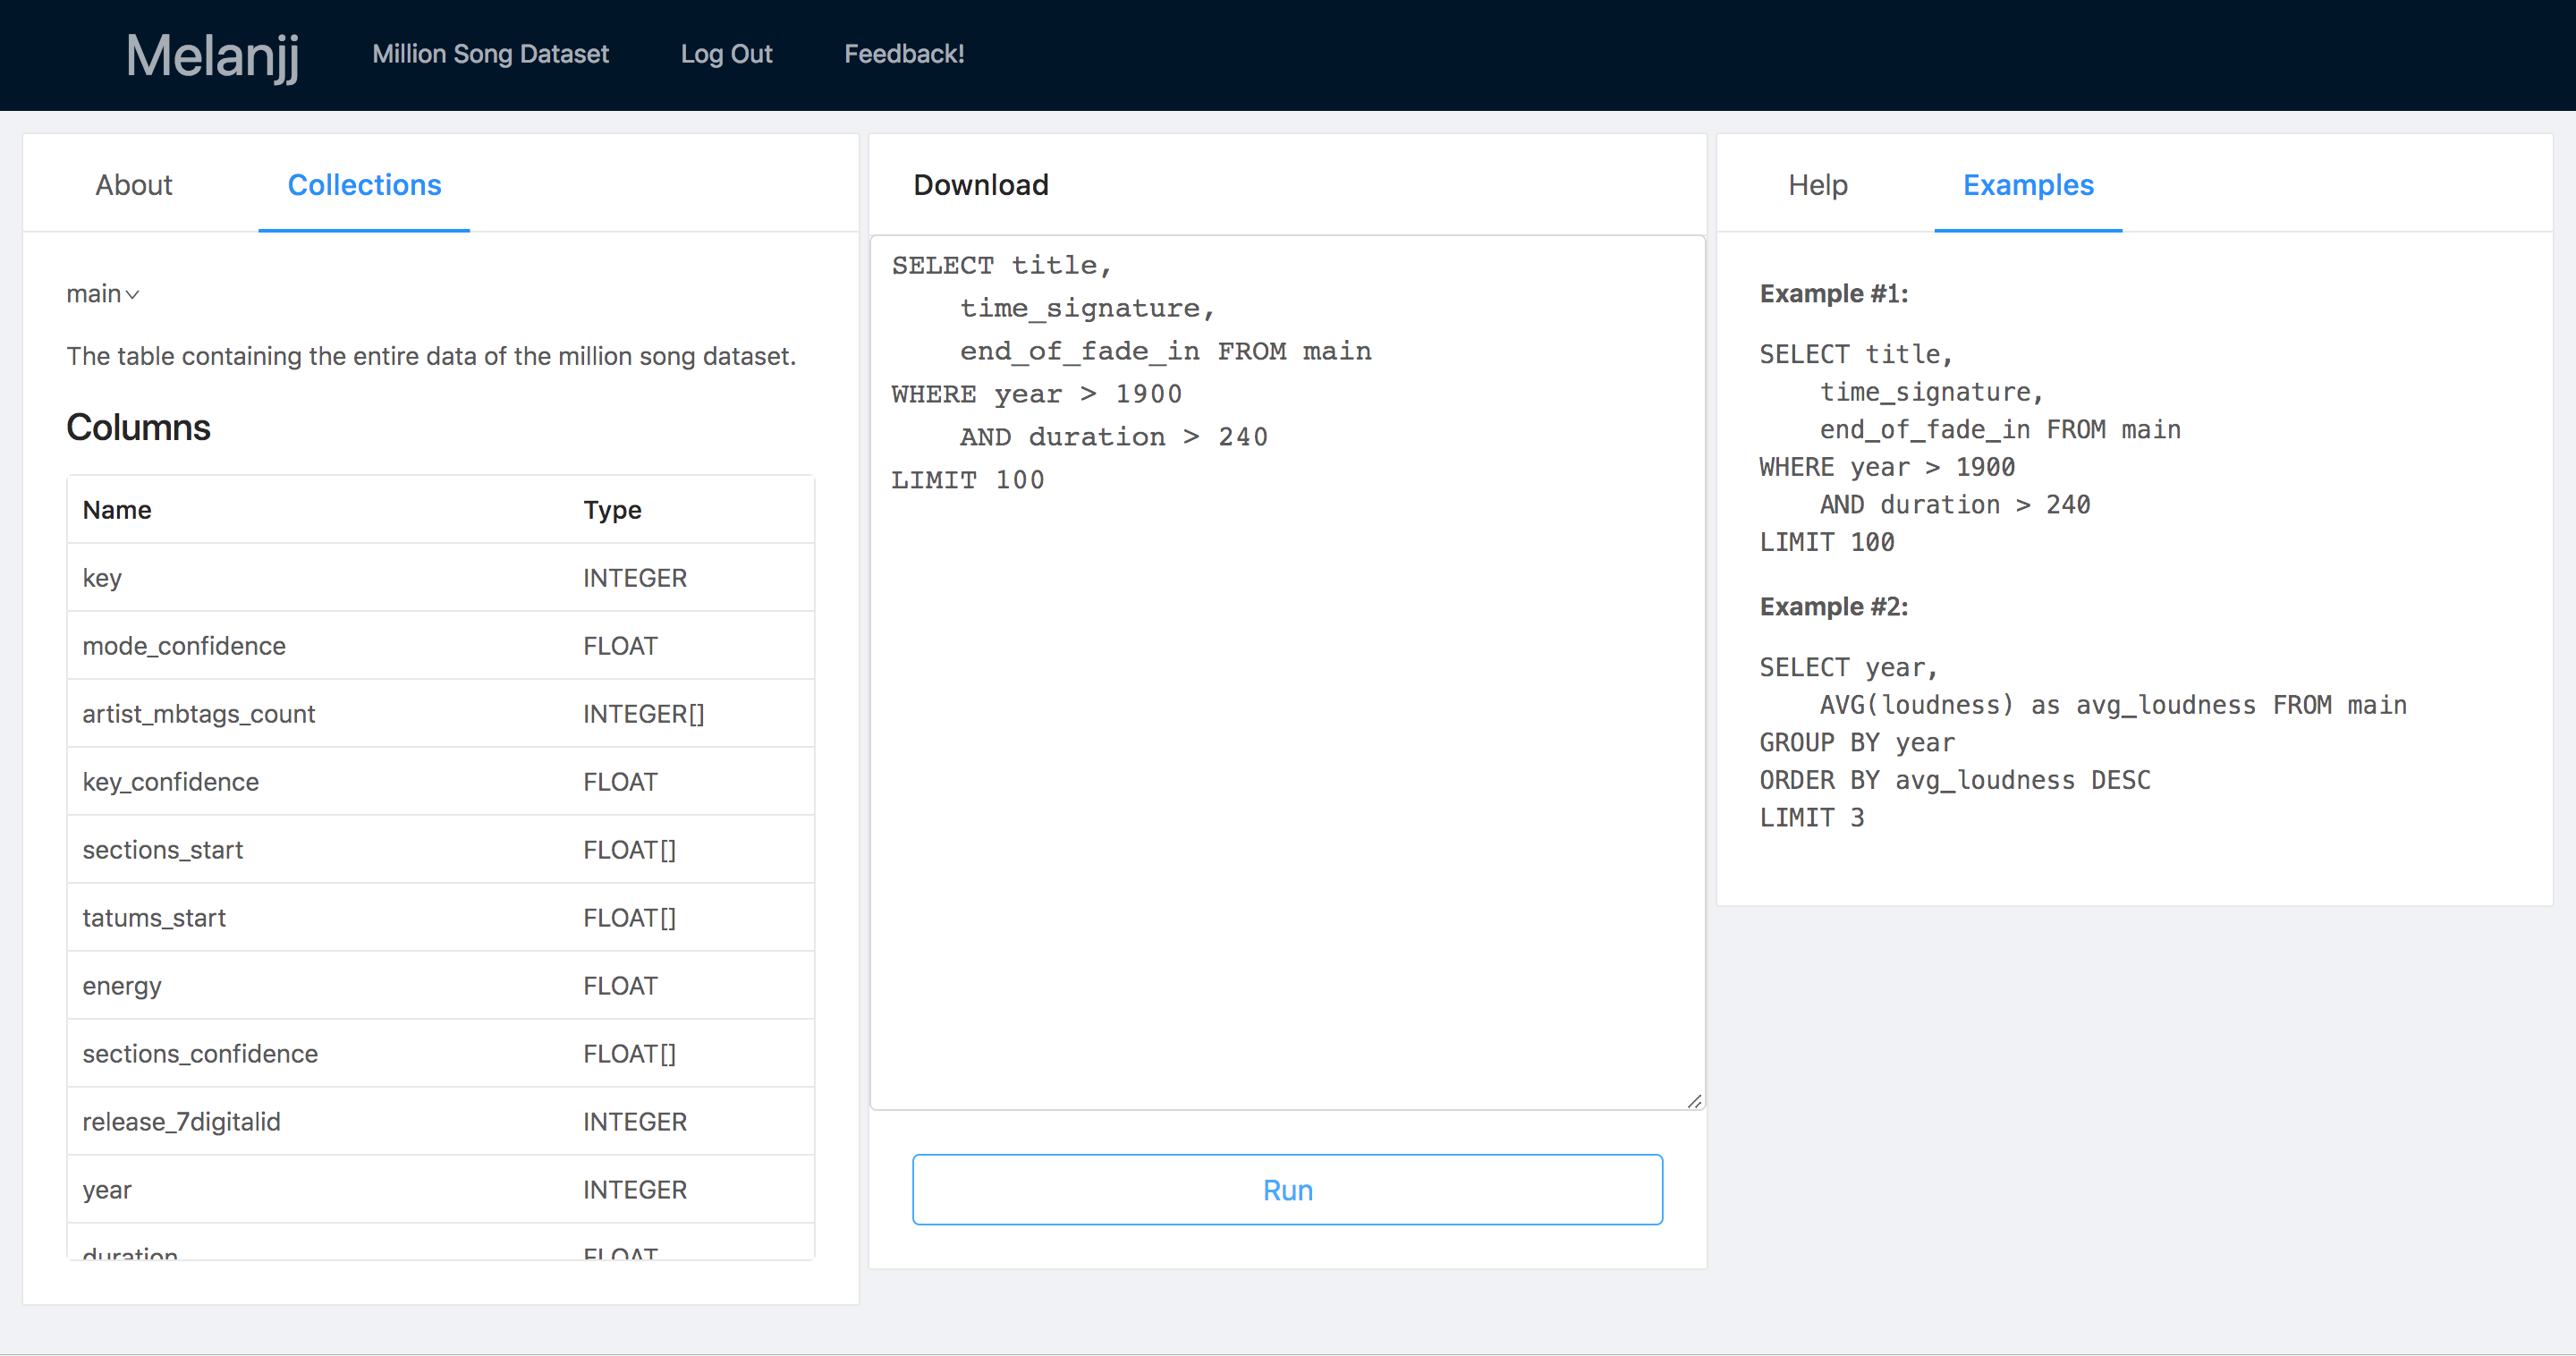 Melanjj
Million Song Dataset
Log Out
Feedback!
About
Collections
main
The table containing the entire data of the million song dataset.
Columns
Name Type
key INTEGER
mode_confidence FLOAT
artist_mbtags_count INTEGER[]
key_confidence FLOAT
sections_start FLOAT[]
tatums_start FLOAT[]
energy FLOAT
sections_confidence FLOAT[]
release_7digitalid INTEGER
year INTEGER
duration FLOAT
Download
SELECT title,
    time_signature,
    end_of_fade_in FROM main
WHERE year > 1900
    AND duration > 240
LIMIT 100
Run
Help
Examples
Example #1:
SELECT title,
    time_signature,
    end_of_fade_in FROM main
WHERE year > 1900
    AND duration > 240
LIMIT 100
Example #2:
SELECT year,
    AVG(loudness) as avg_loudness FROM main
GROUP BY year
ORDER BY avg_loudness DESC
LIMIT 3